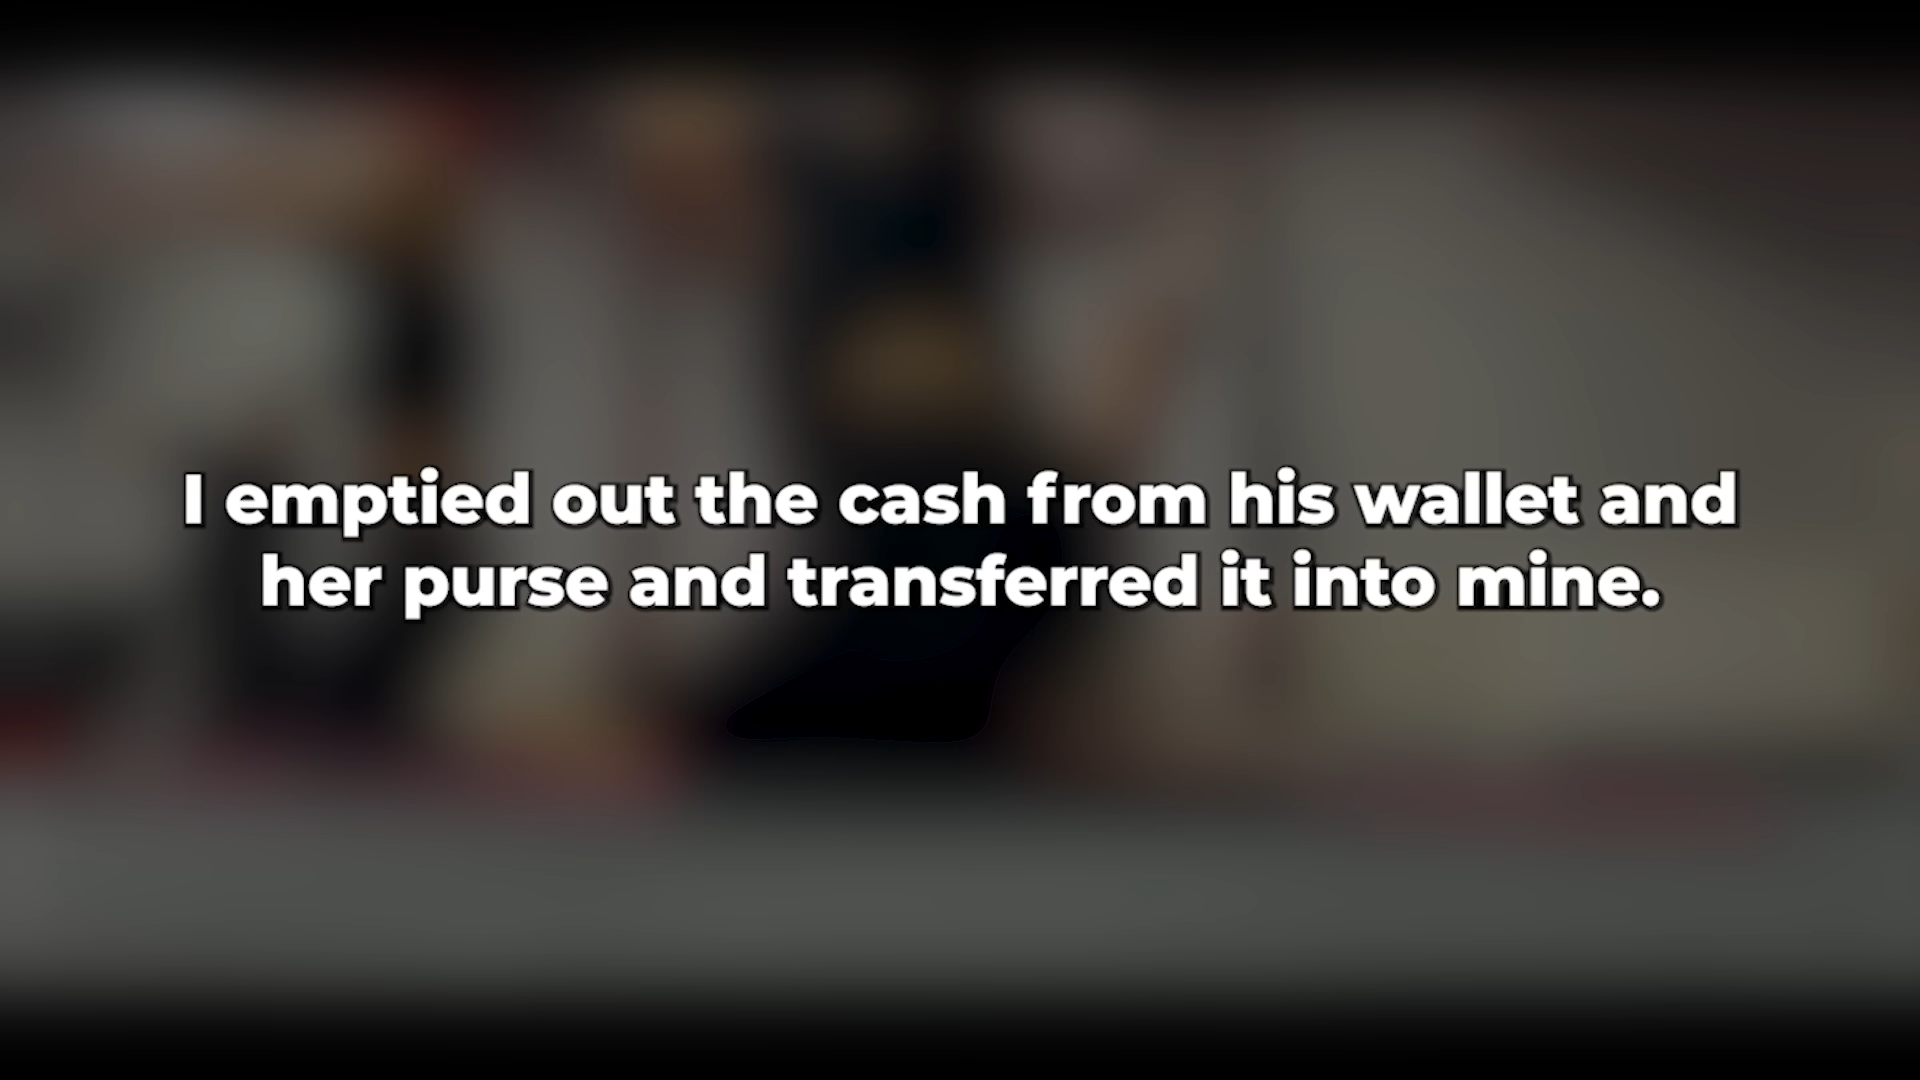 I emptied out the cash from his wallet and
her purse and transferred it into mine.